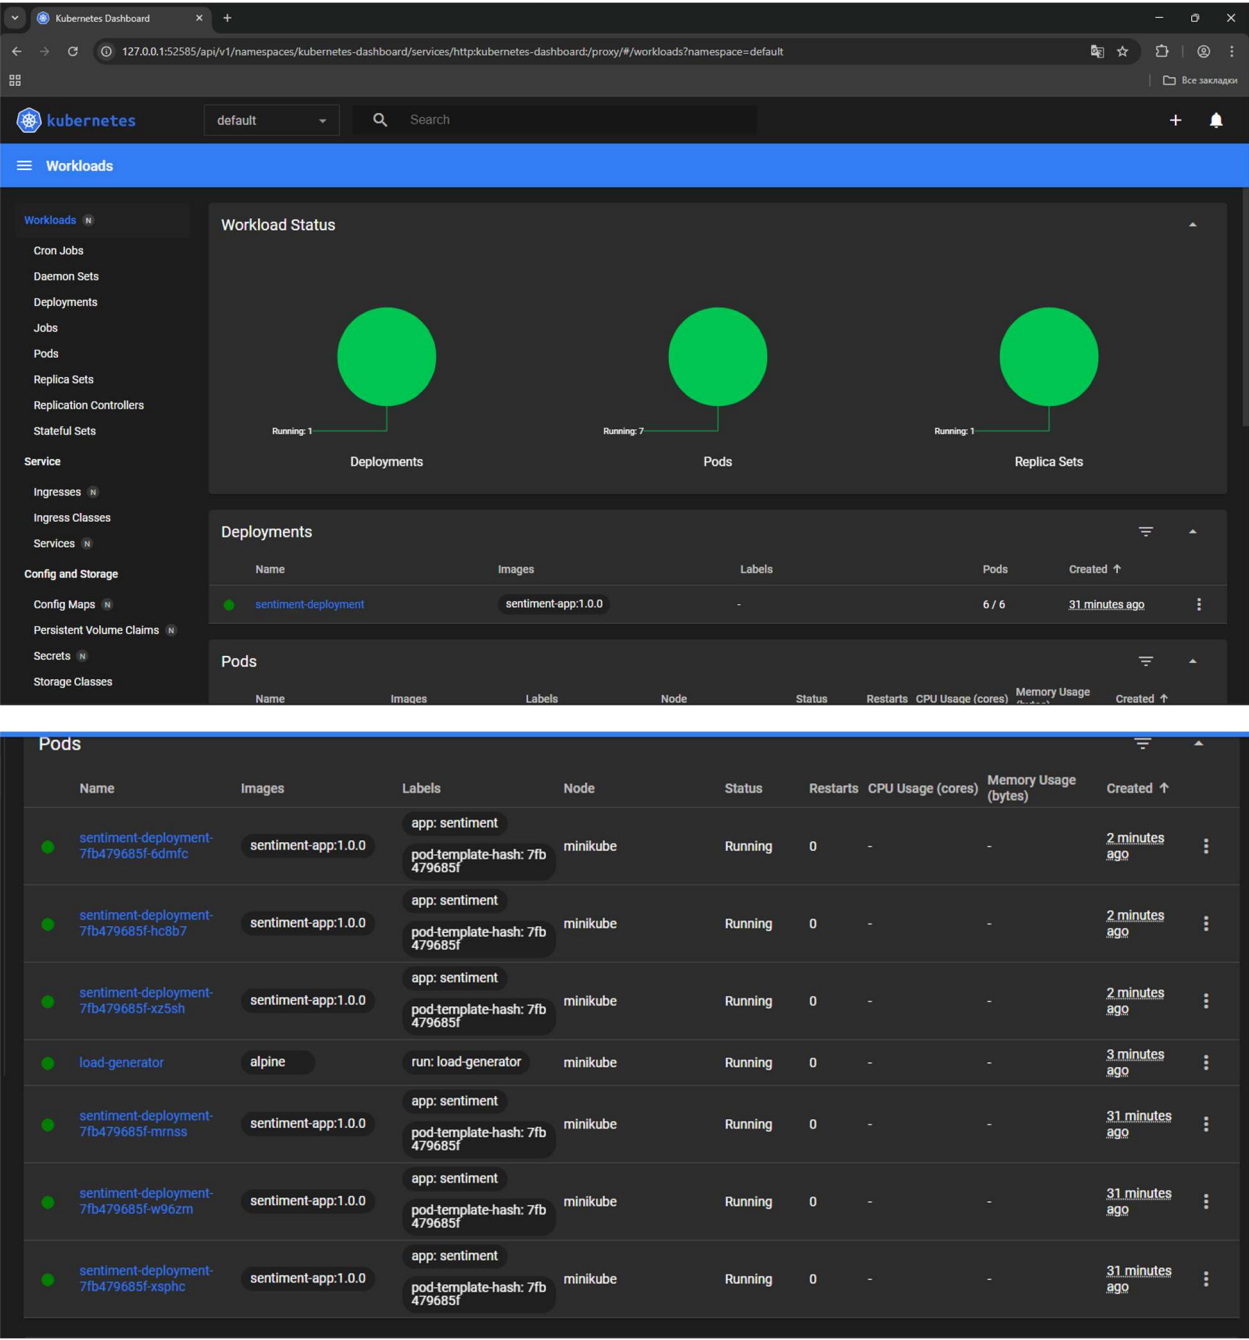 Kubernetes Dashboard
127.0.0.1:52585/api/v1/namespaces/kubernetes-dashboard/services/http:kubernetes-dashboard:/proxy/#/workloads?namespace=default
Все закладки
kubernetes
default
Search
Workloads
Workloads N
Cron Jobs
Daemon Sets
Deployments
Jobs
Pods
Replica Sets
Replication Controllers
Stateful Sets
Service
Ingresses N
Ingress Classes
Services N
Config and Storage
Config Maps N
Persistent Volume Claims N
Secrets N
Storage Classes
Workload Status
Running: 1
Running: 7
Running: 1
Deployments
Pods
Replica Sets
Deployments
Name Images Labels Pods Created
sentiment-deployment sentiment-app:1.0.0 - 6 / 6 31 minutes ago
Pods
Name Images Labels Node Status Restarts CPU Usage (cores) Memory Usage (bytes) Created
Pods
Name Images Labels Node Status Restarts CPU Usage (cores) Memory Usage (bytes) Created
sentiment-deployment-
7fb479685f-6dmfc
sentiment-app:1.0.0
app: sentiment
pod-template-hash: 7fb
479685f
minikube
Running
0
-
-
2 minutes
ago
sentiment-deployment-
7fb479685f-hc8b7
sentiment-app:1.0.0
app: sentiment
pod-template-hash: 7fb
479685f
minikube
Running
0
-
-
2 minutes
ago
sentiment-deployment-
7fb479685f-xz5sh
sentiment-app:1.0.0
app: sentiment
pod-template-hash: 7fb
479685f
minikube
Running
0
-
-
2 minutes
ago
load-generator
alpine
run: load-generator
minikube
Running
0
-
-
3 minutes
ago
sentiment-deployment-
7fb479685f-mrnss
sentiment-app:1.0.0
app: sentiment
pod-template-hash: 7fb
479685f
minikube
Running
0
-
-
31 minutes
ago
sentiment-deployment-
7fb479685f-w96zm
sentiment-app:1.0.0
app: sentiment
pod-template-hash: 7fb
479685f
minikube
Running
0
-
-
31 minutes
ago
sentiment-deployment-
7fb479685f-xsphc
sentiment-app:1.0.0
app: sentiment
pod-template-hash: 7fb
479685f
minikube
Running
0
-
-
31 minutes
ago